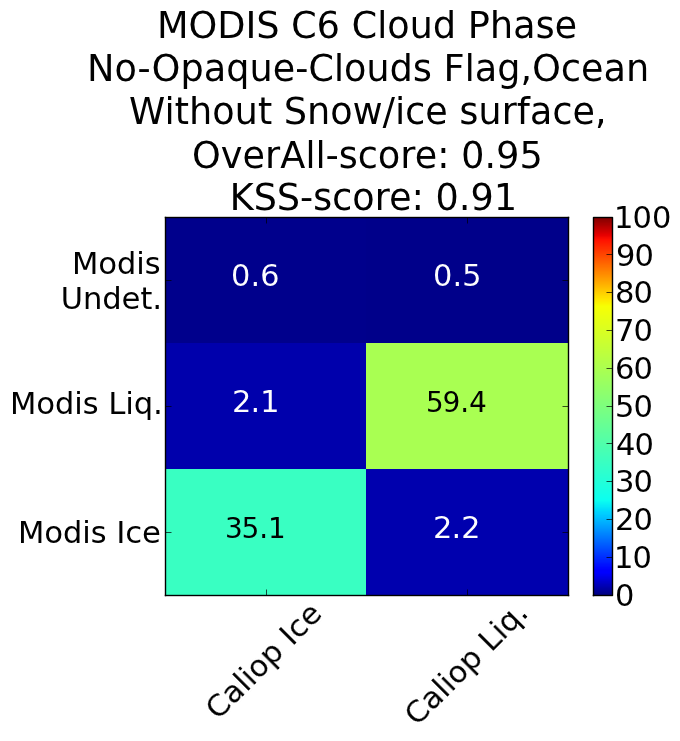 MODIS C6 Cloud Phase
No-Opaque-Clouds Flag,Ocean
Without Snow/ice surface,
OverAll-score: 0.95
KSS-score: 0.91
Modis
Undet.
0.6
0.5
Modis Liq.
2.1
59.4
Modis Ice
35.1
2.2
Caliop Ice
Caliop Liq.
100
90
80
70
60
50
40
30
20
10
0